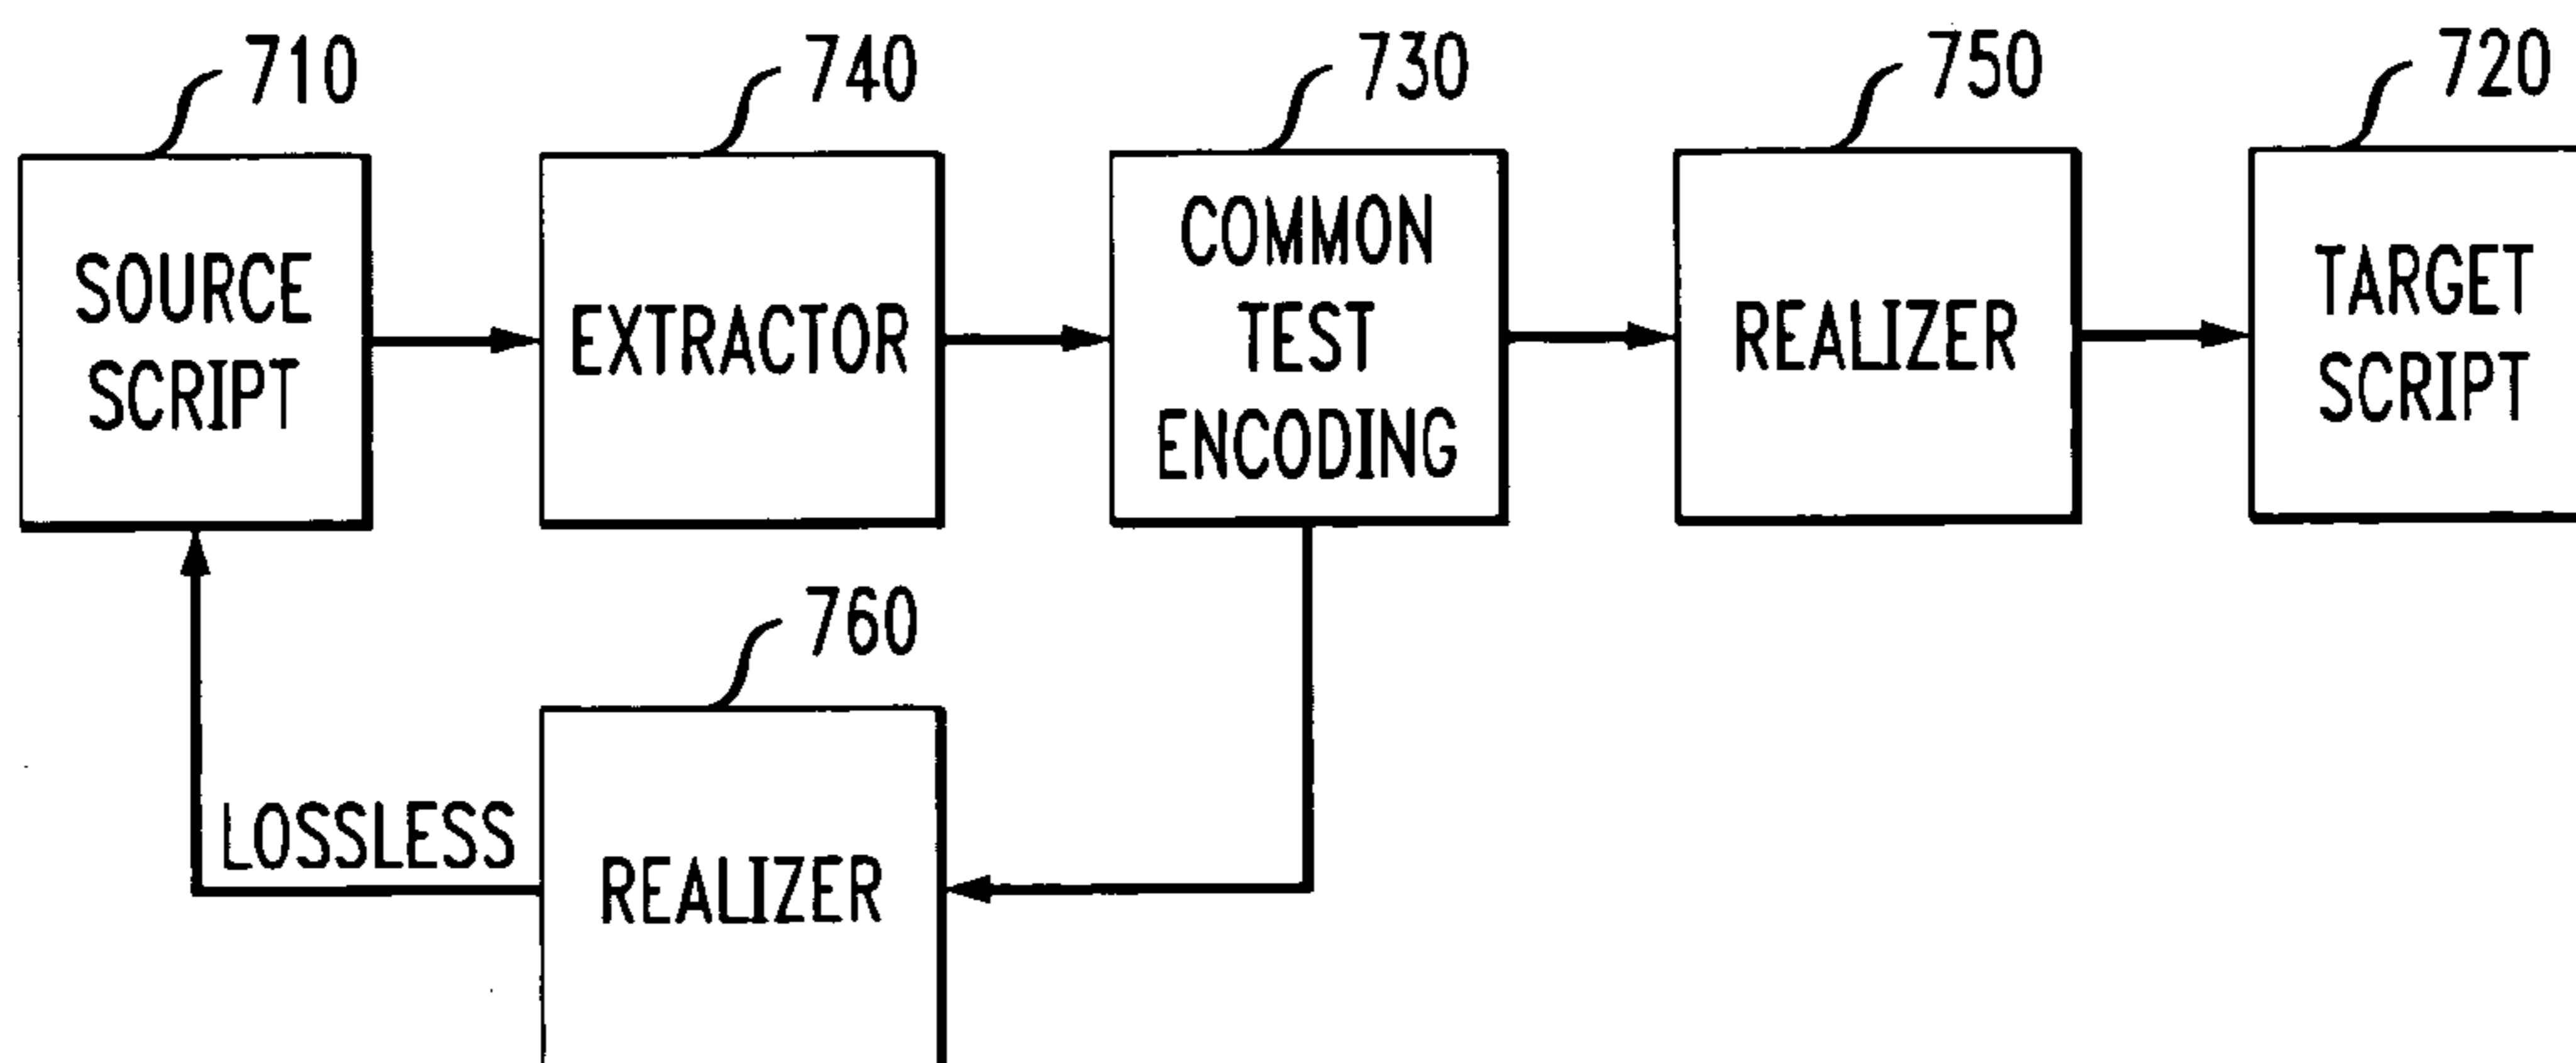 710
740
730
750
720
SOURCE
SCRIPT
EXTRACTOR
COMMON
TEST
ENCODING
REALIZER
TARGET
SCRIPT
760
LOSSLESS
REALIZER